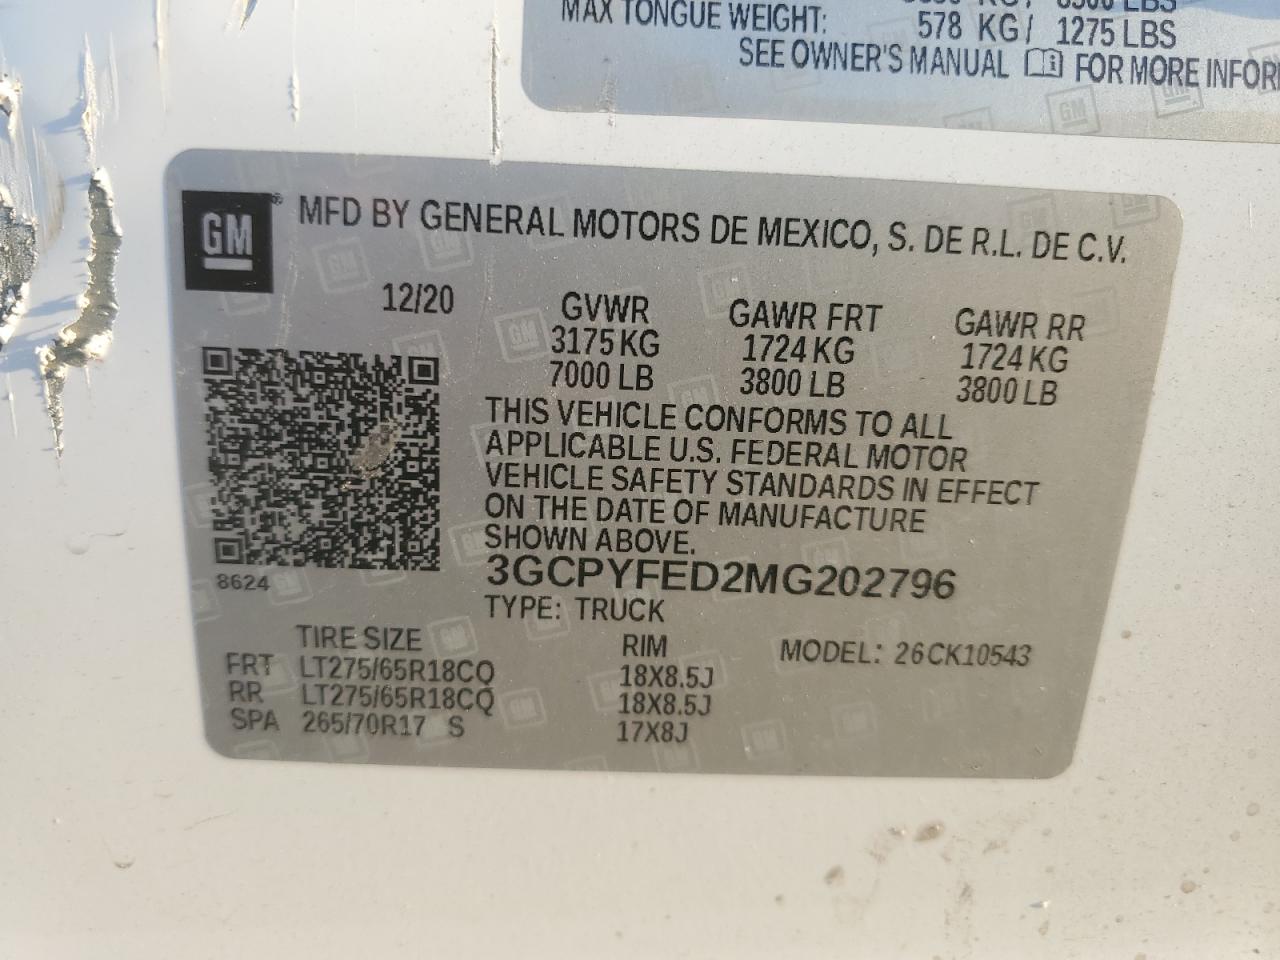 8500 LBS
MAX TONGUE WEIGHT: 578 KG/ 1275 LBS
SEE OWNER'S MANUAL FOR MORE
GM ® MFD BY GENERAL MOTORS DE MEXICO, S. DE R.L. DE C.V.
12/20 GVWR GAWR FRT GAWR RR
3175 KG 1724 KG 1724 KG
7000 LB 3800 LB 3800 LB
THIS VEHICLE CONFORMS TO ALL
APPLICABLE U.S. FEDERAL MOTOR
VEHICLE SAFETY STANDARDS IN EFFECT
ON THE DATE OF MANUFACTURE
SHOWN ABOVE.
8624 3GCPYFED2MG202796
TYPE: TRUCK
TIRE SIZE RIM MODEL: 26CK10543
FRT LT275/65R18CQ 18X8.5J
RR LT275/65R18CQ 18X8.5J
SPA 265/70R17 S 17X8J